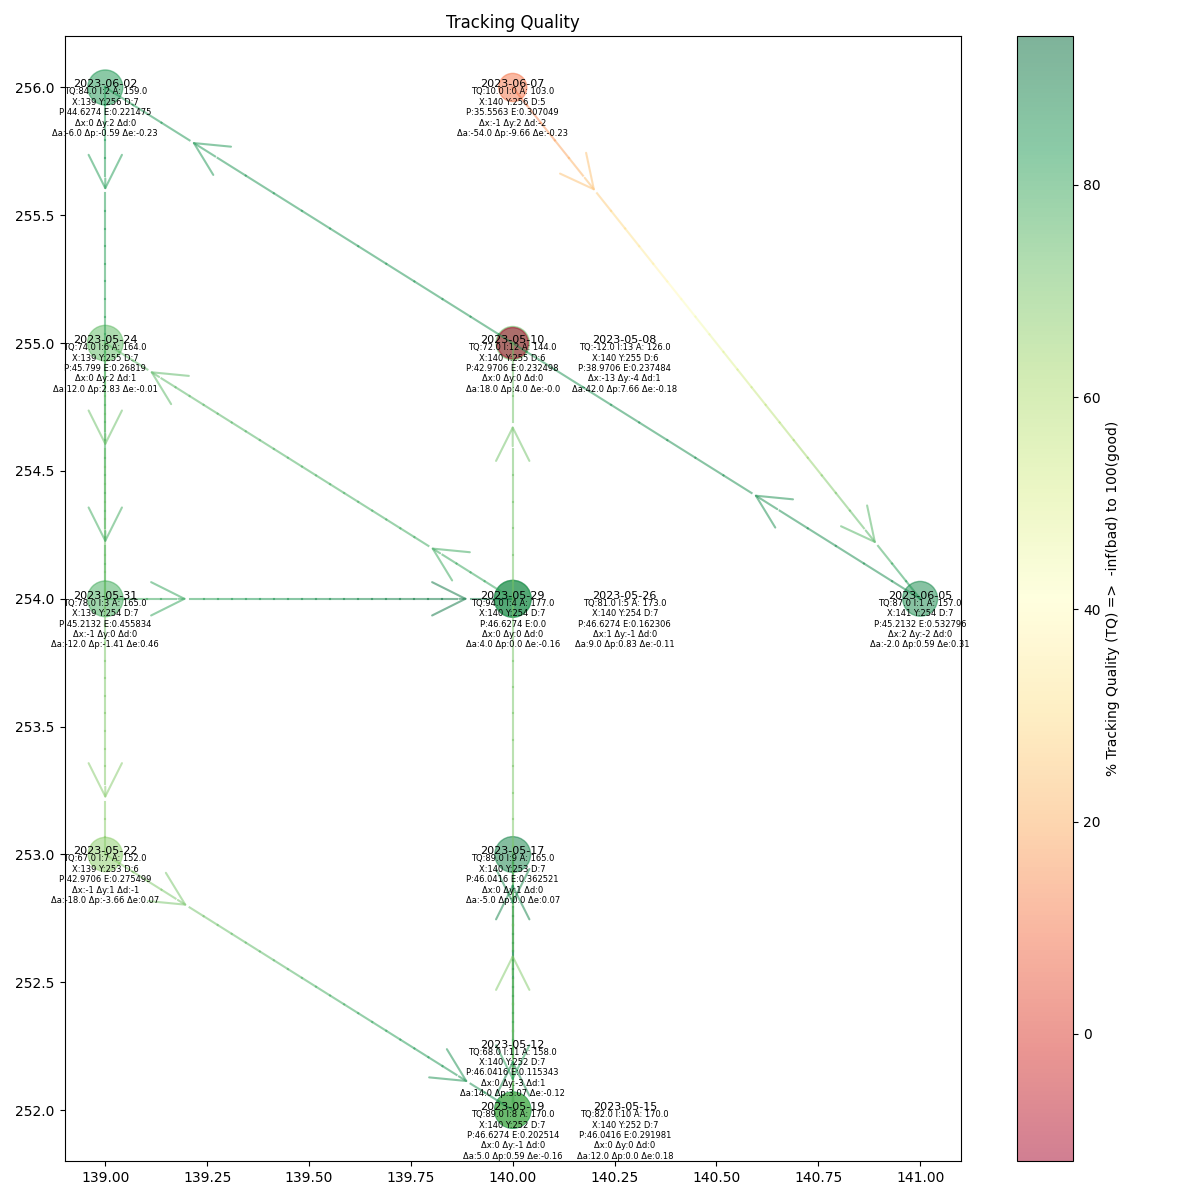 Tracking Quality
256.0
255.5
255.0
254.5
254.0
253.5
253.0
252.5
252.0
2023-06-02
TQ:84.0 I:2 A: 159.0
X:139 Y:256 D:7
P:44.6274 E:0.221475
Δx:0 Δy:2 Δd:0
Δa:-6.0 Δp:-0.59 Δe:-0.23
2023-06-07
TQ:10.0 I:0 A: 103.0
X:140 Y:256 D:5
P:35.5563 E:0.307049
Δx:-1 Δy:2 Δd:-2
Δa:-54.0 Δp:-9.66 Δe:-0.23
2023-05-24
TQ:74.0 I:6 A: 164.0
X:139 Y:255 D:7
P:45.799 E:0.26819
Δx:0 Δy:2 Δd:1
Δa:12.0 Δp:2.83 Δe:-0.01
2023-05-10
TQ:72.0 I:12 A: 144.0
X:140 Y:255 D:6
P:42.9706 E:0.232498
Δx:0 Δy:0 Δd:0
Δa:18.0 Δp:4.0 Δe:-0.0
2023-05-08
TQ:-12.0 I:13 A: 126.0
X:140 Y:255 D:6
P:38.9706 E:0.237484
Δx:-13 Δy:-4 Δd:1
Δa:42.0 Δp:7.66 Δe:-0.18
2023-05-31
TQ:78.0 I:3 A: 165.0
X:139 Y:254 D:7
P:45.2132 E:0.455834
Δx:-1 Δy:0 Δd:0
Δa:-12.0 Δp:-1.41 Δe:0.46
2023-05-29
TQ:94.0 I:4 A: 177.0
X:140 Y:254 D:7
P:46.6274 E:0.0
Δx:0 Δy:0 Δd:0
Δa:4.0 Δp:0.0 Δe:-0.16
2023-05-26
TQ:81.0 I:5 A: 173.0
X:140 Y:254 D:7
P:46.6274 E:0.162306
Δx:1 Δy:-1 Δd:0
Δa:9.0 Δp:0.83 Δe:-0.11
2023-06-05
TQ:87.0 I:1 A: 157.0
X:141 Y:254 D:7
P:45.2132 E:0.532796
Δx:2 Δy:-2 Δd:0
Δa:-2.0 Δp:0.59 Δe:0.31
2023-05-22
TQ:67.0 I:7 A: 152.0
X:139 Y:253 D:6
P:42.9706 E:0.275499
Δx:-1 Δy:1 Δd:-1
Δa:-18.0 Δp:-3.66 Δe:0.07
2023-05-17
TQ:89.0 I:9 A: 165.0
X:140 Y:253 D:7
P:46.0416 E:0.362521
Δx:0 Δy:1 Δd:0
Δa:-5.0 Δp:0.0 Δe:0.07
2023-05-12
TQ:68.0 I:11 A: 158.0
X:140 Y:252 D:7
P:46.0416 E:0.115343
Δx:0 Δy:-3 Δd:1
Δa:14.0 Δp:3.07 Δe:-0.12
2023-05-19
TQ:89.0 I:8 A: 170.0
X:140 Y:252 D:7
P:46.6274 E:0.202514
Δx:0 Δy:-1 Δd:0
Δa:5.0 Δp:0.59 Δe:-0.16
2023-05-15
TQ:82.0 I:10 A: 170.0
X:140 Y:252 D:7
P:46.0416 E:0.291981
Δx:0 Δy:0 Δd:0
Δa:12.0 Δp:0.0 Δe:0.18
139.00
139.25
139.50
139.75
140.00
140.25
140.50
140.75
141.00
80
60
40
20
0
% Tracking Quality (TQ) =>  -inf(bad) to 100(good)